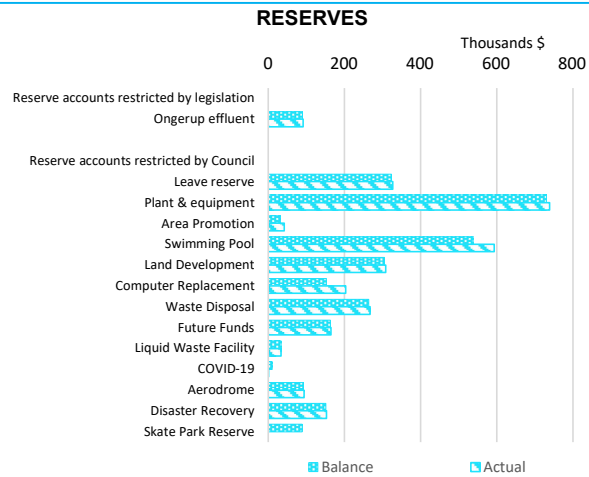 RESERVES
Thousands $
0 200 400 600 800
Reserve accounts restricted by legislation
Ongerup effluent
Reserve accounts restricted by Council
Leave reserve
Plant & equipment
Area Promotion
Swimming Pool
Land Development
Computer Replacement
Waste Disposal
Future Funds
Liquid Waste Facility
COVID-19
Aerodrome
Disaster Recovery
Skate Park Reserve
Balance Actual